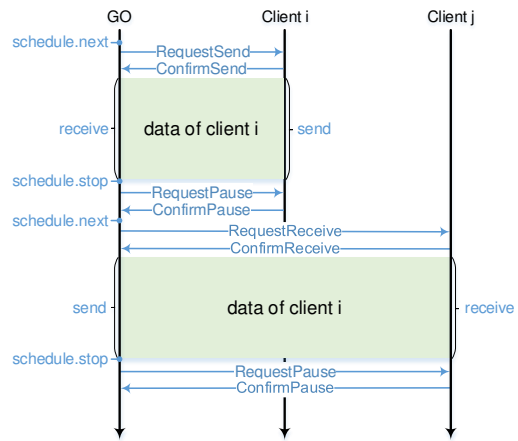 GO Client i Client j
schedule.next
RequestSend
ConfirmSend
receive data of client i send
schedule.stop
RequestPause
ConfirmPause
schedule.next
RequestReceive
ConfirmReceive
send data of client i receive
schedule.stop
RequestPause
ConfirmPause